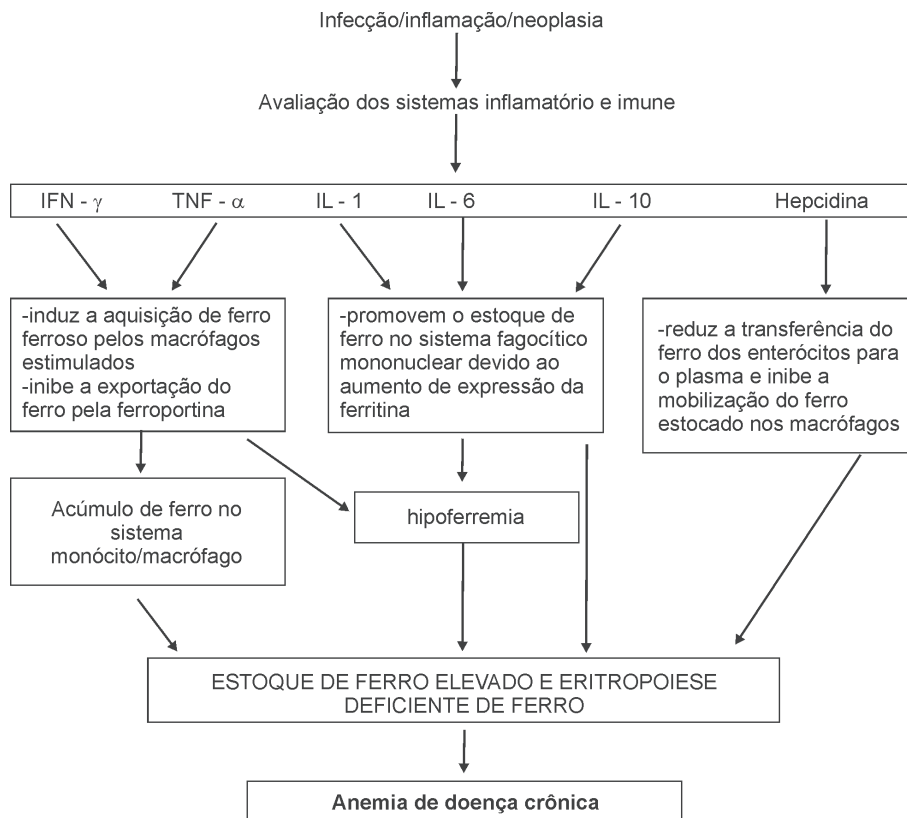 Infecção/inflamação/neoplasia
Avaliação dos sistemas inflamatório e imune
IFN - γ TNF - α IL - 1 IL - 6 IL - 10 Hepcidina
-induz a aquisição de ferro
ferroso pelos macrófagos
estimulados
-inibe a exportação do
ferro pela ferroportina
-promovem o estoque de
ferro no sistema fagocítico
mononuclear devido ao
aumento de expressão da
ferritina
-reduz a transferência do
ferro dos enterócitos para
o plasma e inibe a
mobilização do ferro
estocado nos macrófagos
Acúmulo de ferro no
sistema
monócito/macrófago
hipoferremia
ESTOQUE DE FERRO ELEVADO E ERITROPOIESE
DEFICIENTE DE FERRO
Anemia de doença crônica